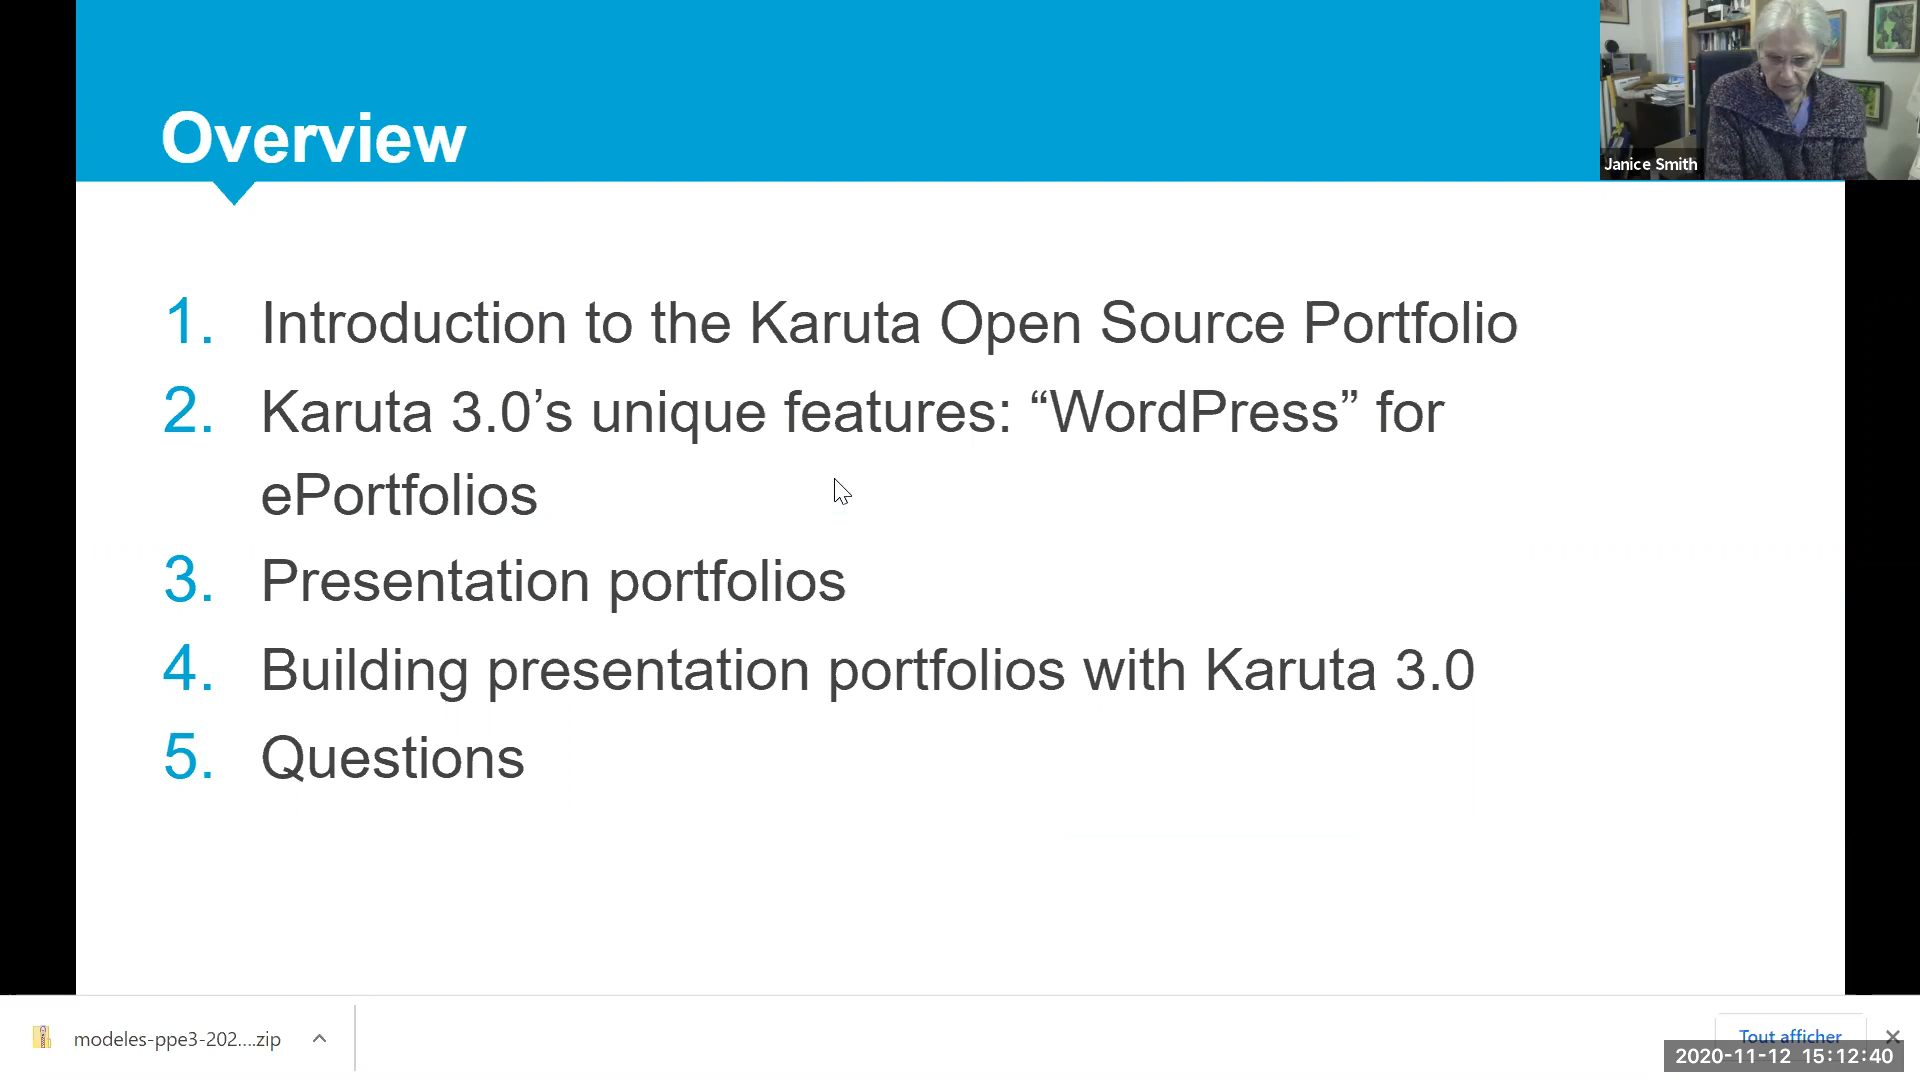 Overview
Janice Smith
1. Introduction to the Karuta Open Source Portfolio
2. Karuta 3.0’s unique features: “WordPress” for
ePortfolios
3. Presentation portfolios
4. Building presentation portfolios with Karuta 3.0
5. Questions
modeles-ppe3-202....zip
Tout afficher
2020-11-12 15:12:40